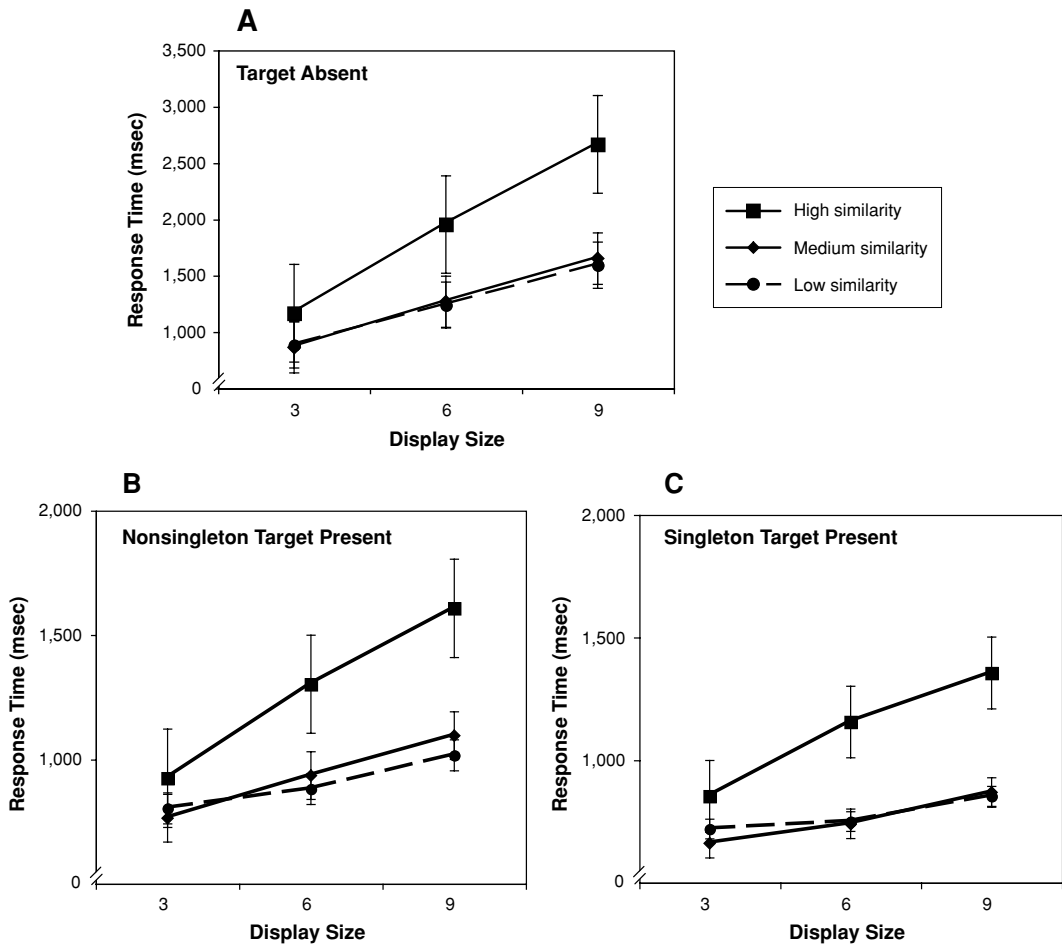 A
Target Absent
Response Time (msec)
3,500
3,000
2,500
2,000
1,500
1,000
0
3 6 9
Display Size
High similarity
Medium similarity
Low similarity
B
Nonsingleton Target Present
Response Time (msec)
2,000
1,500
1,000
0
3 6 9
Display Size
C
Singleton Target Present
Response Time (msec)
2,000
1,500
1,000
0
3 6 9
Display Size